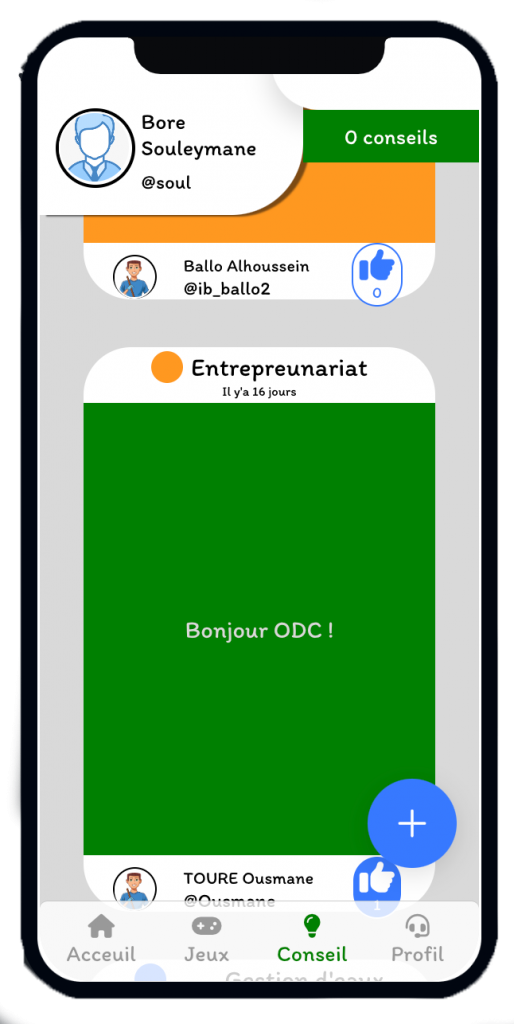 Bore
Souleymane
@soul
0 conseils
Ballo Alhoussein
@ib_ballo2
0
Entrepreunariat
Il y'a 16 jours
Bonjour ODC !
TOURE Ousmane
@Ousmane
1
Acceuil
Jeux
Conseil
Profil
Gestion d'eaux